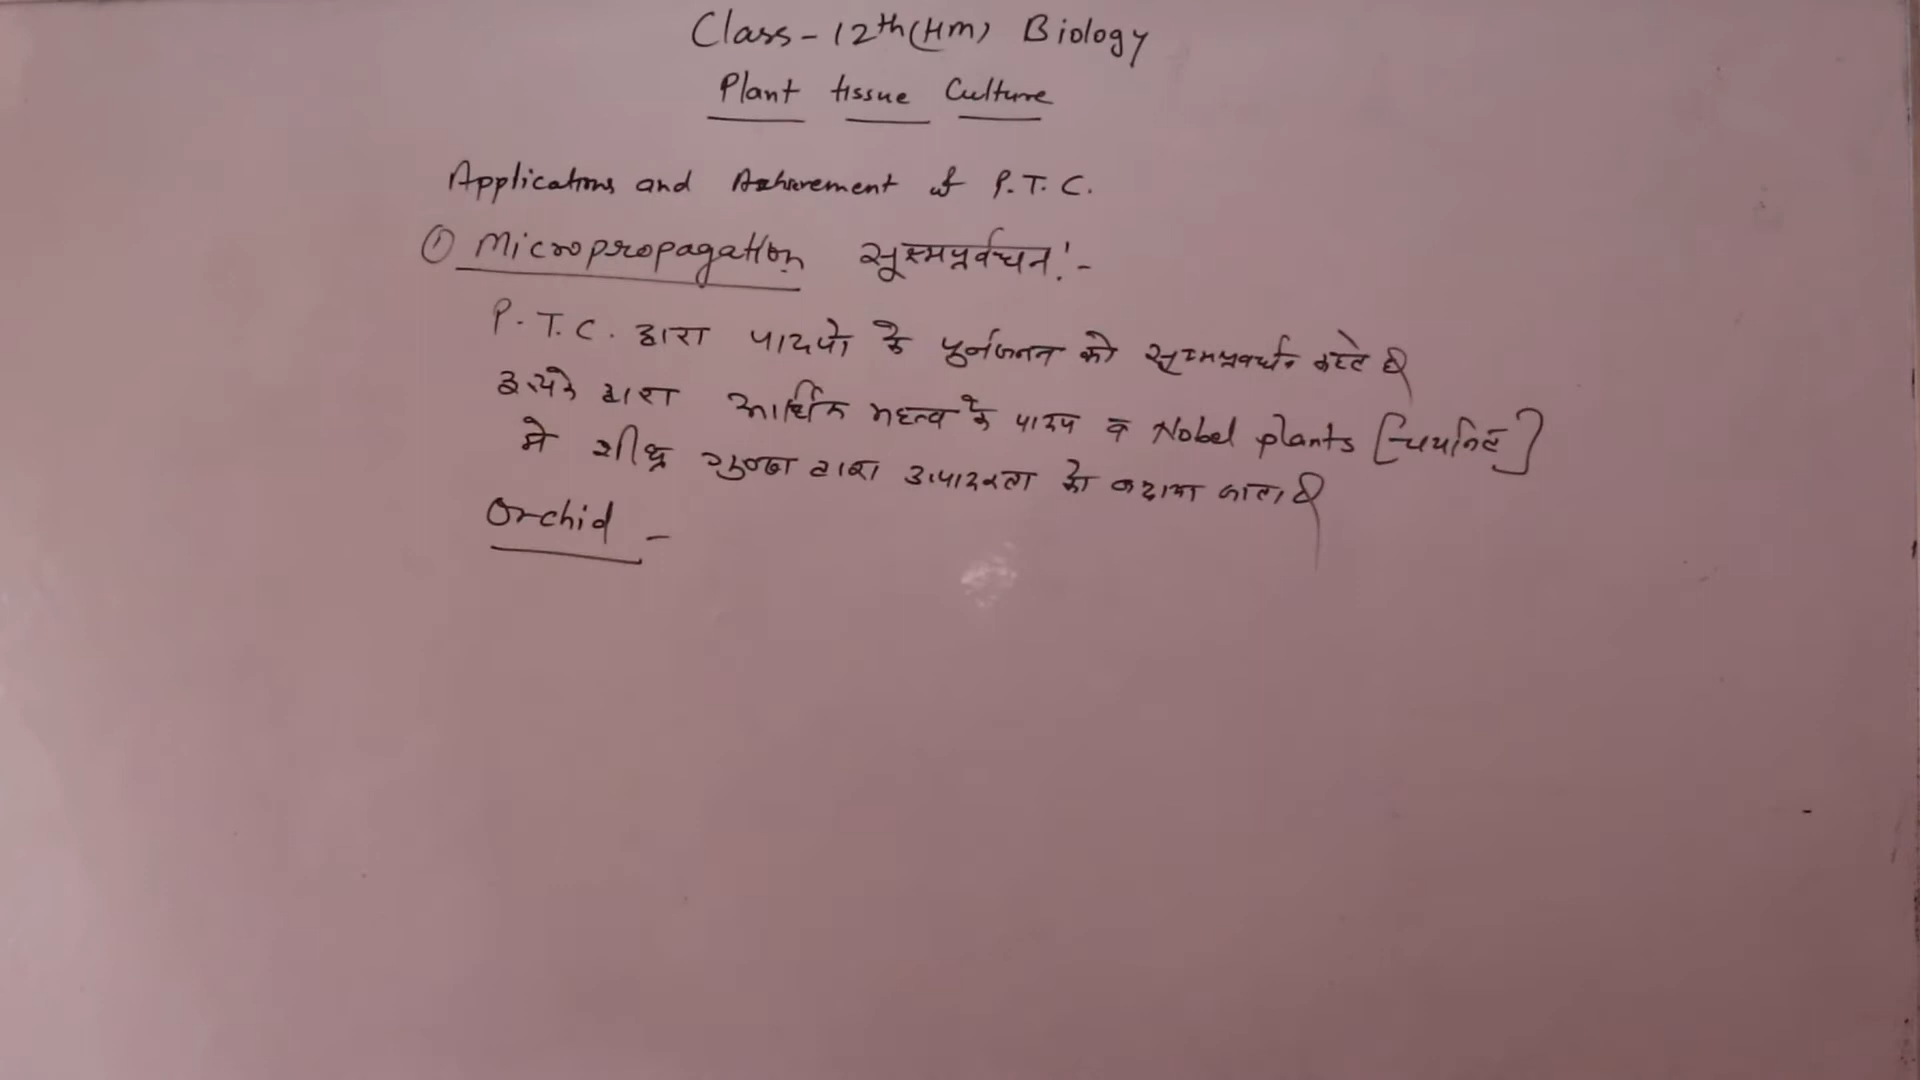 Class - 12th (HM) Biology
Plant tissue Culture
Applications and Achievement of P.T.C.
① Micropropagation सूक्ष्मप्रवर्धन :-
P.T.C. द्वारा पादपो के पुर्नजनन को सूक्ष्मप्रवर्धन कहते है
इसके द्वारा आर्थिक महत्व के पादप व Nobel plants
मे शीघ्र गुणन द्वारा उत्पादकता को बढ़ाया जाता है
Orchid -